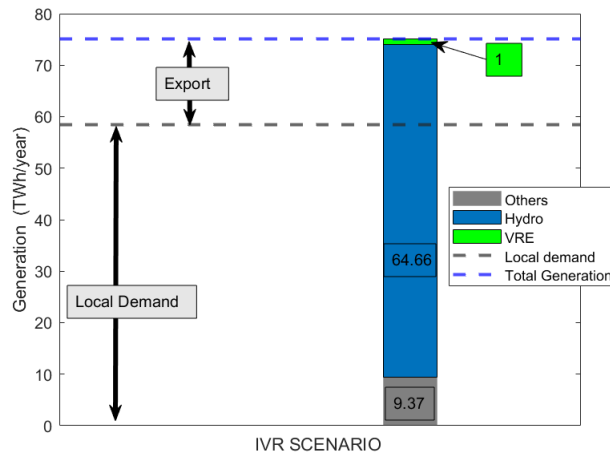 80
70
60
50
40
30
20
10
0
Generation (TWh/year)
Export
Local Demand
1
64.66
9.37
Others
Hydro
VRE
Local demand
Total Generation
IVR SCENARIO